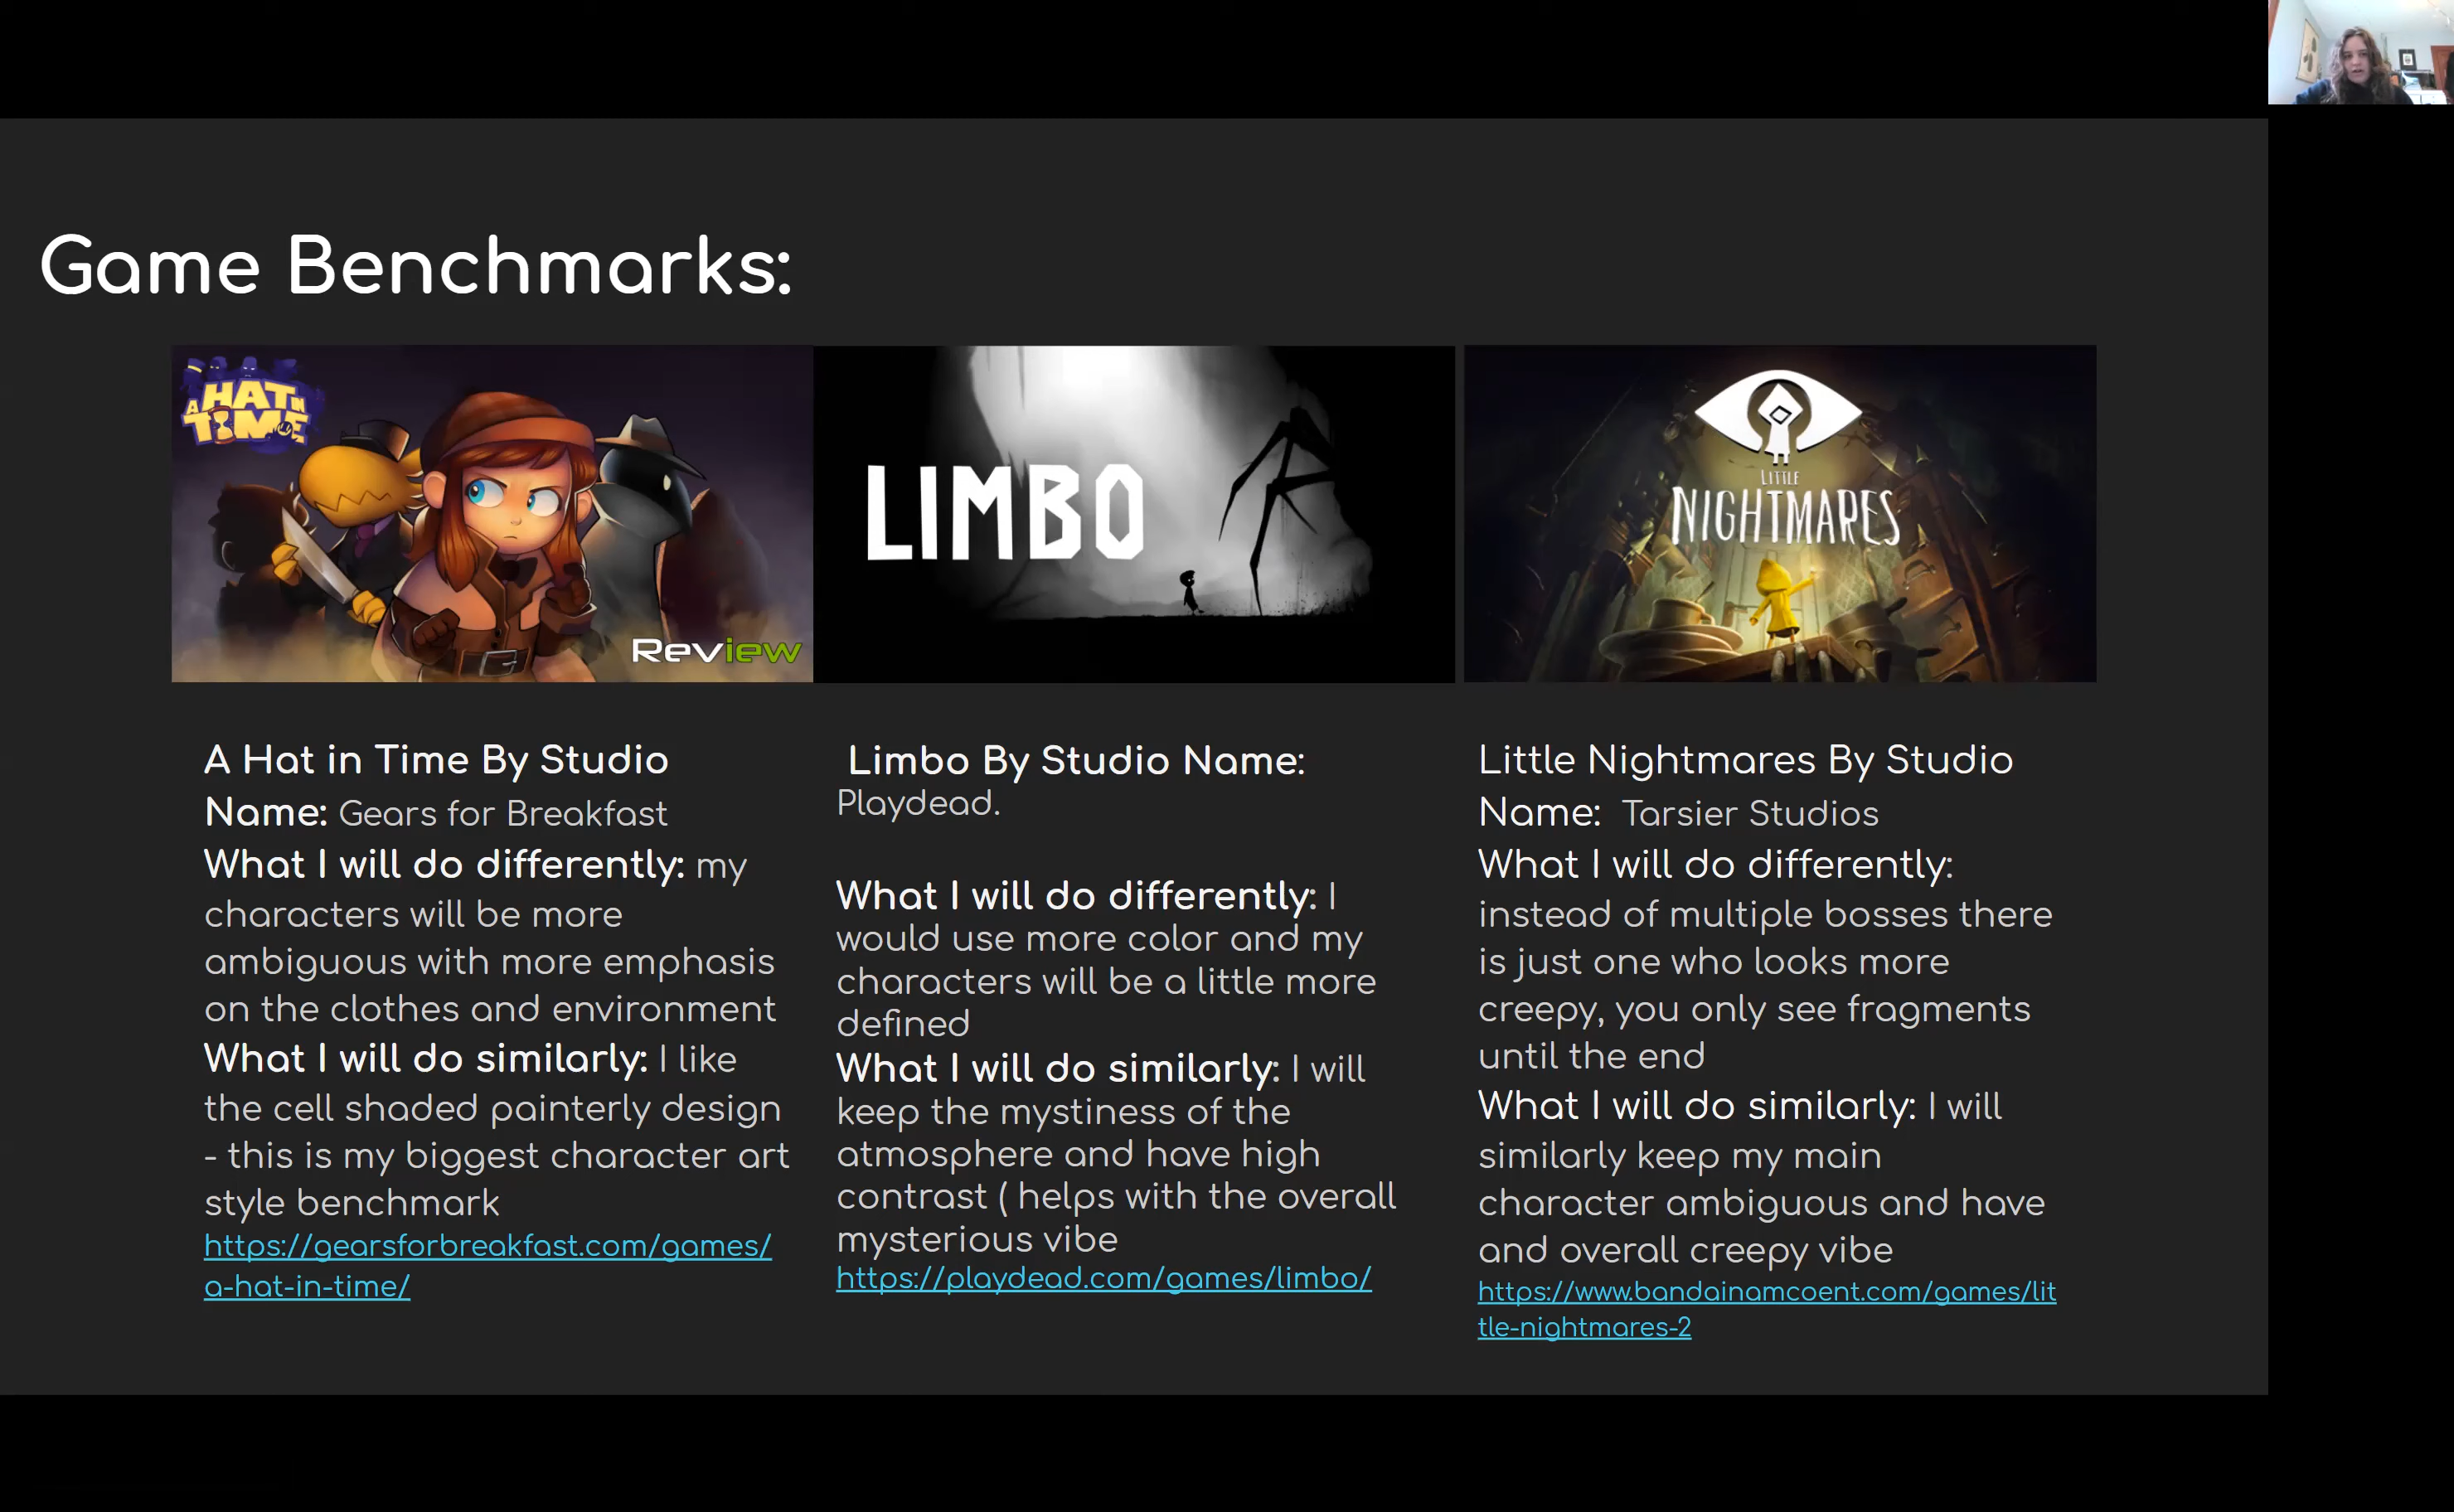 Game Benchmarks:
A HAT IN
TIME
Review
LIMBO
LITTLE
NIGHTMARES
A Hat in Time By Studio
Name: Gears for Breakfast
What I will do differently: my
characters will be more
ambiguous with more emphasis
on the clothes and environment
What I will do similarly: I like
the cell shaded painterly design
- this is my biggest character art
style benchmark
https://gearsforbreakfast.com/games/
a-hat-in-time/
Limbo By Studio Name:
Playdead.
What I will do differently: I
would use more color and my
characters will be a little more
defined
What I will do similarly: I will
keep the mystiness of the
atmosphere and have high
contrast ( helps with the overall
mysterious vibe
https://playdead.com/games/limbo/
Little Nightmares By Studio
Name: Tarsier Studios
What I will do differently:
instead of multiple bosses there
is just one who looks more
creepy, you only see fragments
until the end
What I will do similarly: I will
similarly keep my main
character ambiguous and have
and overall creepy vibe
https://www.bandainamcoent.com/games/lit
tle-nightmares-2